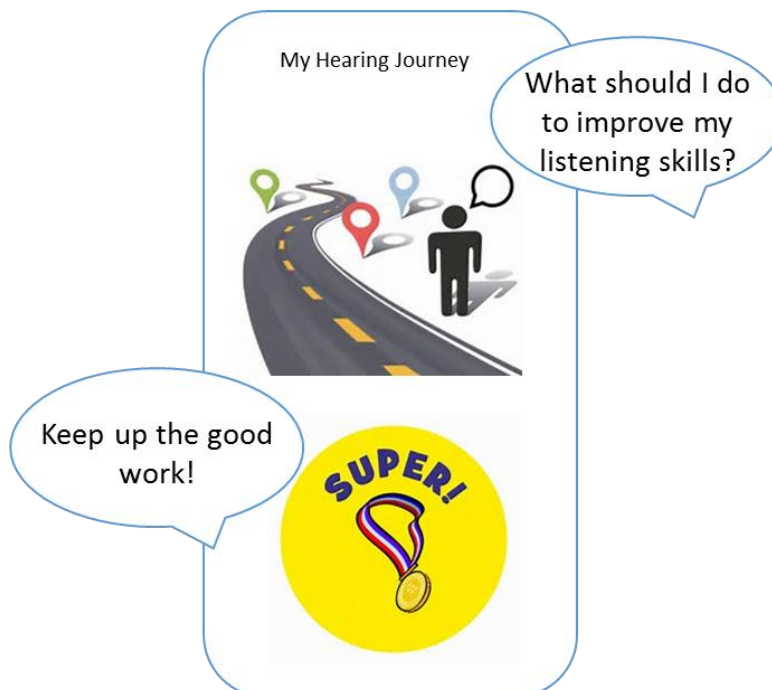 My Hearing Journey
What should I do
to improve my
listening skills?
Keep up the good
work!
SUPER!